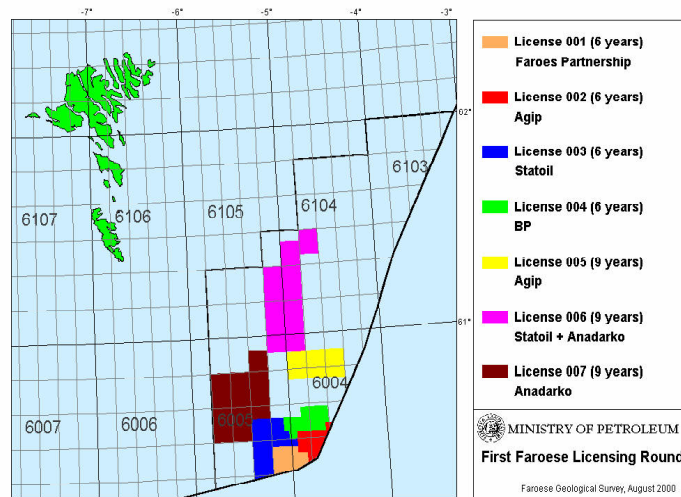 -7° -6° -5° -4° -3°
62°
61°
6103
6104
6105
6106
6107
6004
6005
6006
6007
License 001 (6 years)
Faroes Partnership
License 002 (6 years)
Agip
License 003 (6 years)
Statoil
License 004 (6 years)
BP
License 005 (9 years)
Agip
License 006 (9 years)
Statoil + Anadarko
License 007 (9 years)
Anadarko
MINISTRY OF PETROLEUM
First Faroese Licensing Round
Faroese Geological Survey, August 2000